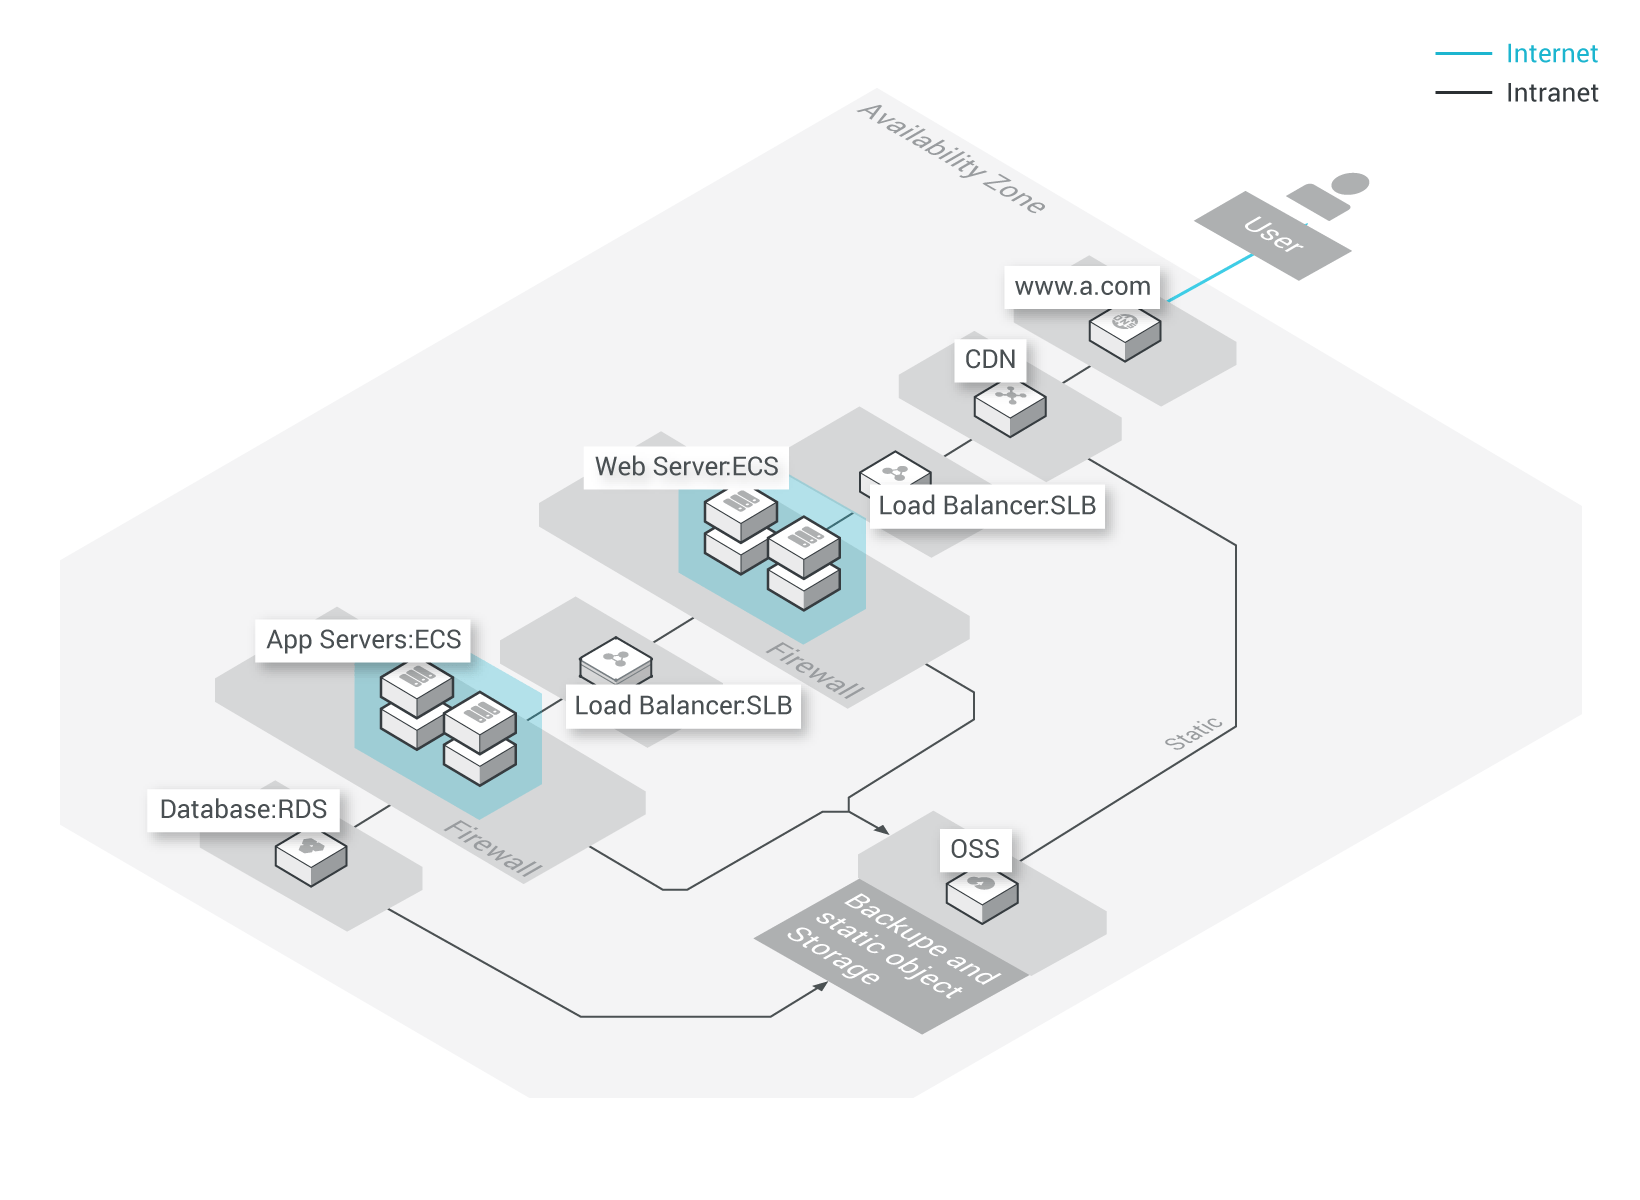 Internet
Intranet
Availability Zone
User
www.a.com
DNS
CDN
Web Server:ECS
Load Balancer:SLB
Firewall
App Servers:ECS
Load Balancer:SLB
Firewall
Static
Database:RDS
OSS
Backupe and
static object
Storage